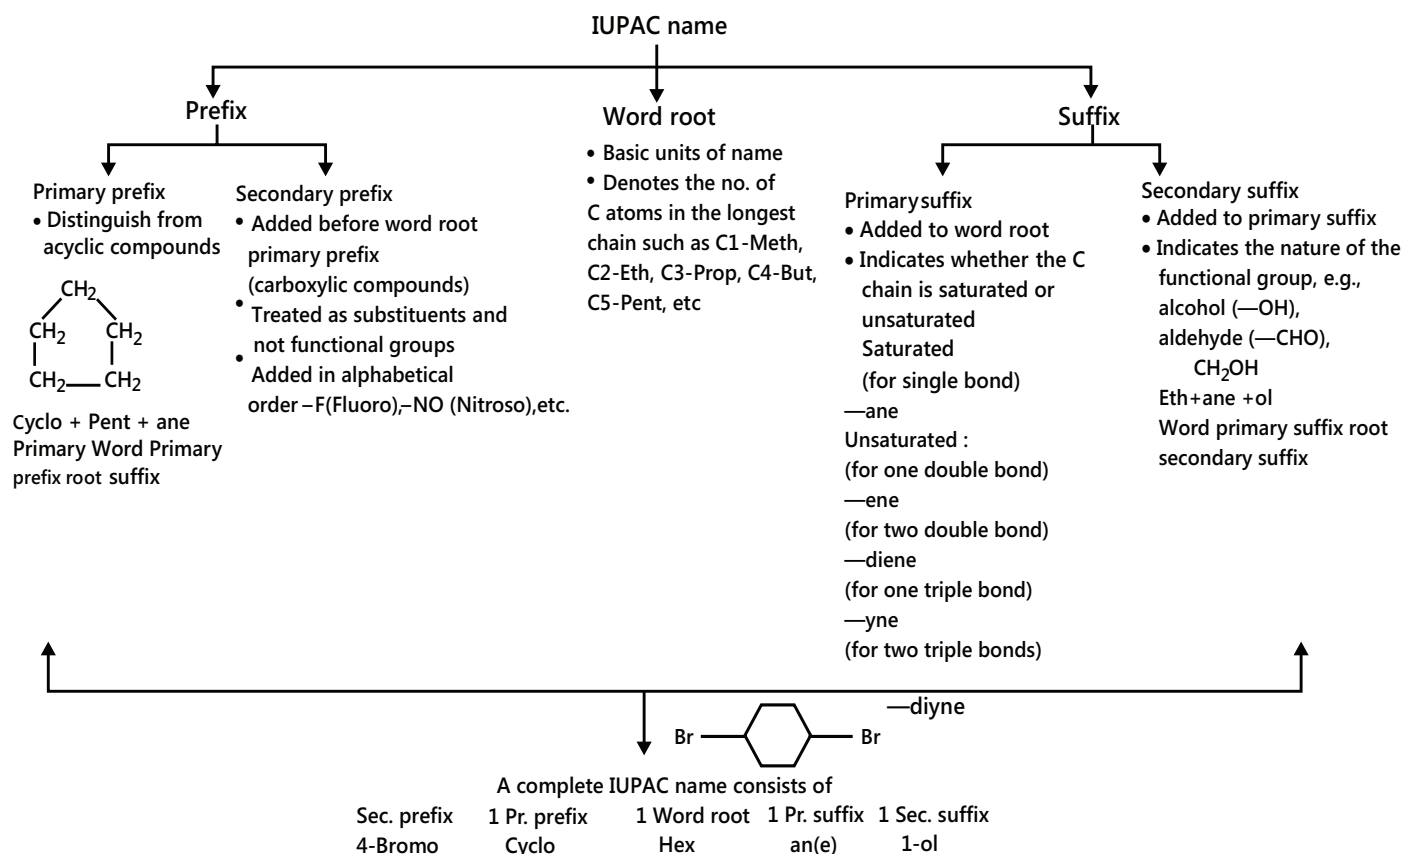 IUPAC name
Prefix
Word root
Suffix
Primary prefix
• Distinguish from
acyclic compounds
CH2
CH2 CH2
CH2 CH2
Cyclo + Pent + ane
Primary Word Primary
prefix root suffix
Secondary prefix
• Added before word root
primary prefix
(carboxylic compounds)
• Treated as substituents and
not functional groups
• Added in alphabetical
order –F(Fluoro),–NO (Nitroso),etc.
• Basic units of name
• Denotes the no. of
C atoms in the longest
chain such as C1-Meth,
C2-Eth, C3-Prop, C4-But,
C5-Pent, etc
Primary suffix
• Added to word root
• Indicates whether the C
chain is saturated or
unsaturated
Saturated
(for single bond)
—ane
Unsaturated :
(for one double bond)
—ene
(for two double bond)
—diene
(for one triple bond)
—yne
(for two triple bonds)
—diyne
Secondary suffix
• Added to primary suffix
• Indicates the nature of the
functional group, e.g.,
alcohol (—OH),
aldehyde (—CHO),
CH2OH
Eth+ane +ol
Word primary suffix root
secondary suffix
Br Br
A complete IUPAC name consists of
Sec. prefix 1 Pr. prefix 1 Word root 1 Pr. suffix 1 Sec. suffix
4-Bromo Cyclo Hex an(e) 1-ol